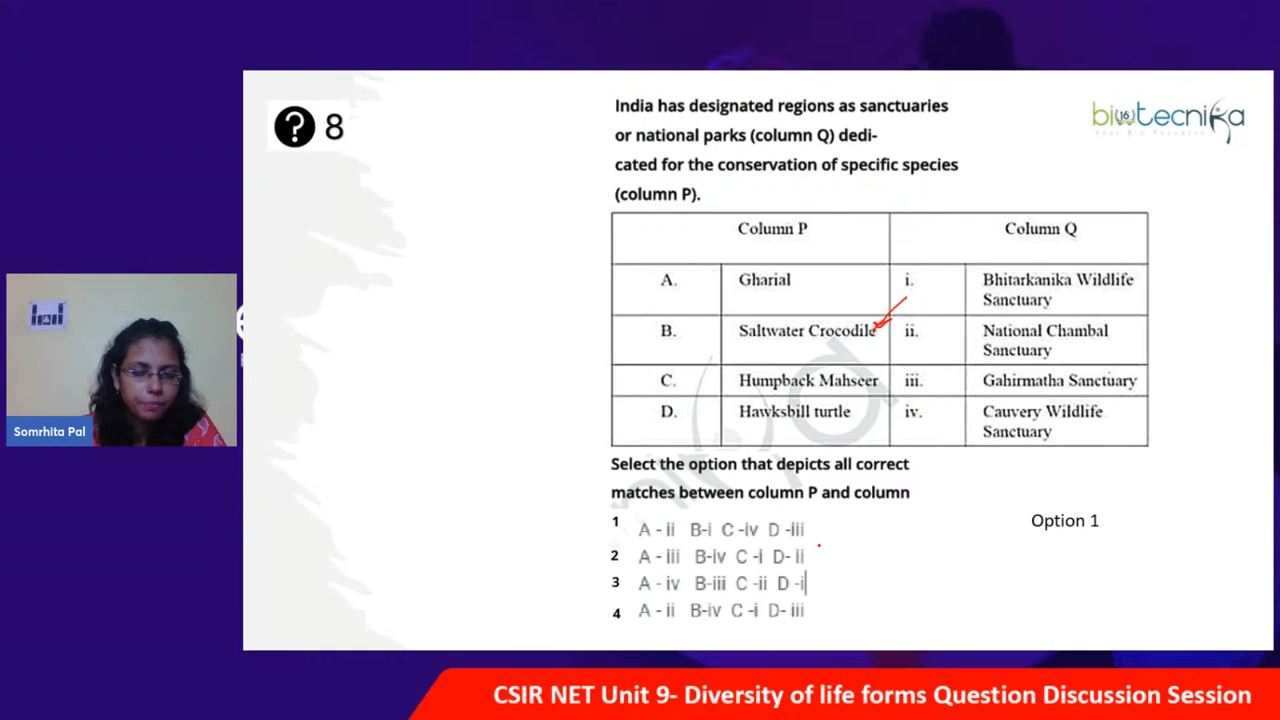 8
biotecnika
India has designated regions as sanctuaries
or national parks (column Q) dedi-
cated for the conservation of specific species
(column P).
Column P Column Q
A. Gharial i. Bhitarkanika Wildlife
Sanctuary
B. Saltwater Crocodile ii. National Chambal
Sanctuary
C. Humpback Mahseer iii. Gahirmatha Sanctuary
D. Hawksbill turtle iv. Cauvery Wildlife
Sanctuary
Select the option that depicts all correct
matches between column P and column
1 A - ii B-i C -iv D -iii
Option 1
2 A - iii B-iv C -i D- ii
3 A - iv B-iii C -ii D -i
4 A - ii B-iv C -i D- iii
Somrhita Pal
CSIR NET Unit 9- Diversity of life forms Question Discussion Session